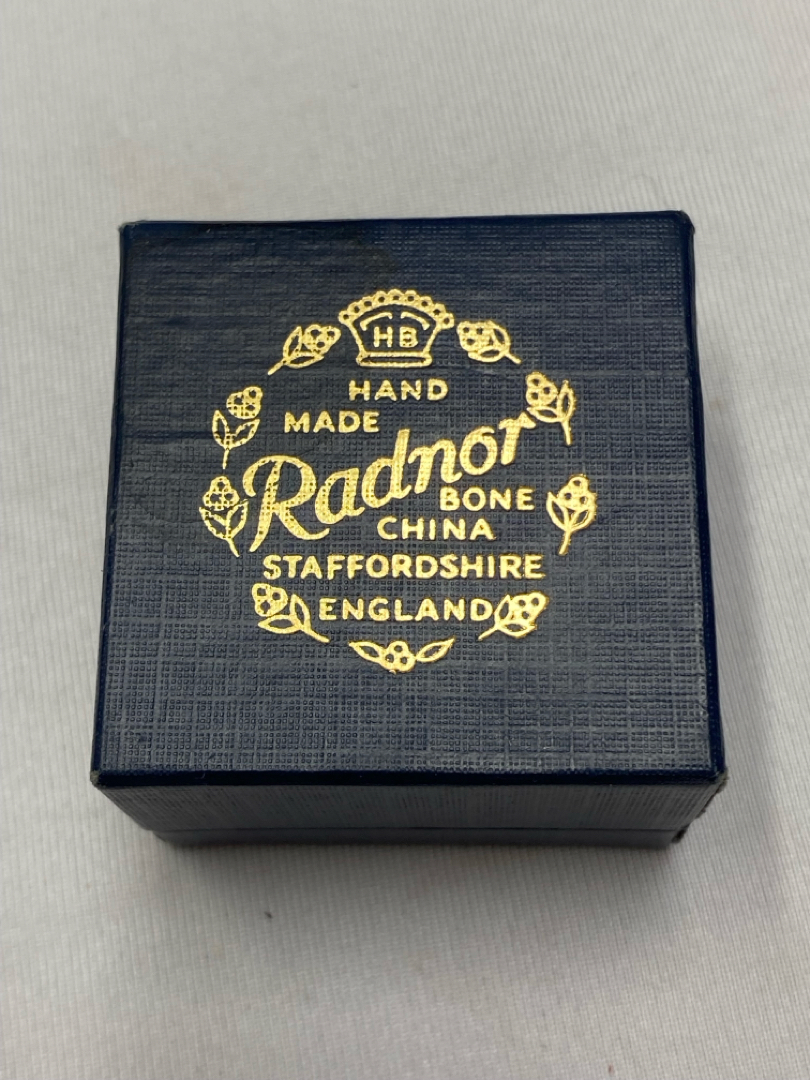 HB
HAND
MADE
Radnor
BONE
CHINA
STAFFORDSHIRE
ENGLAND